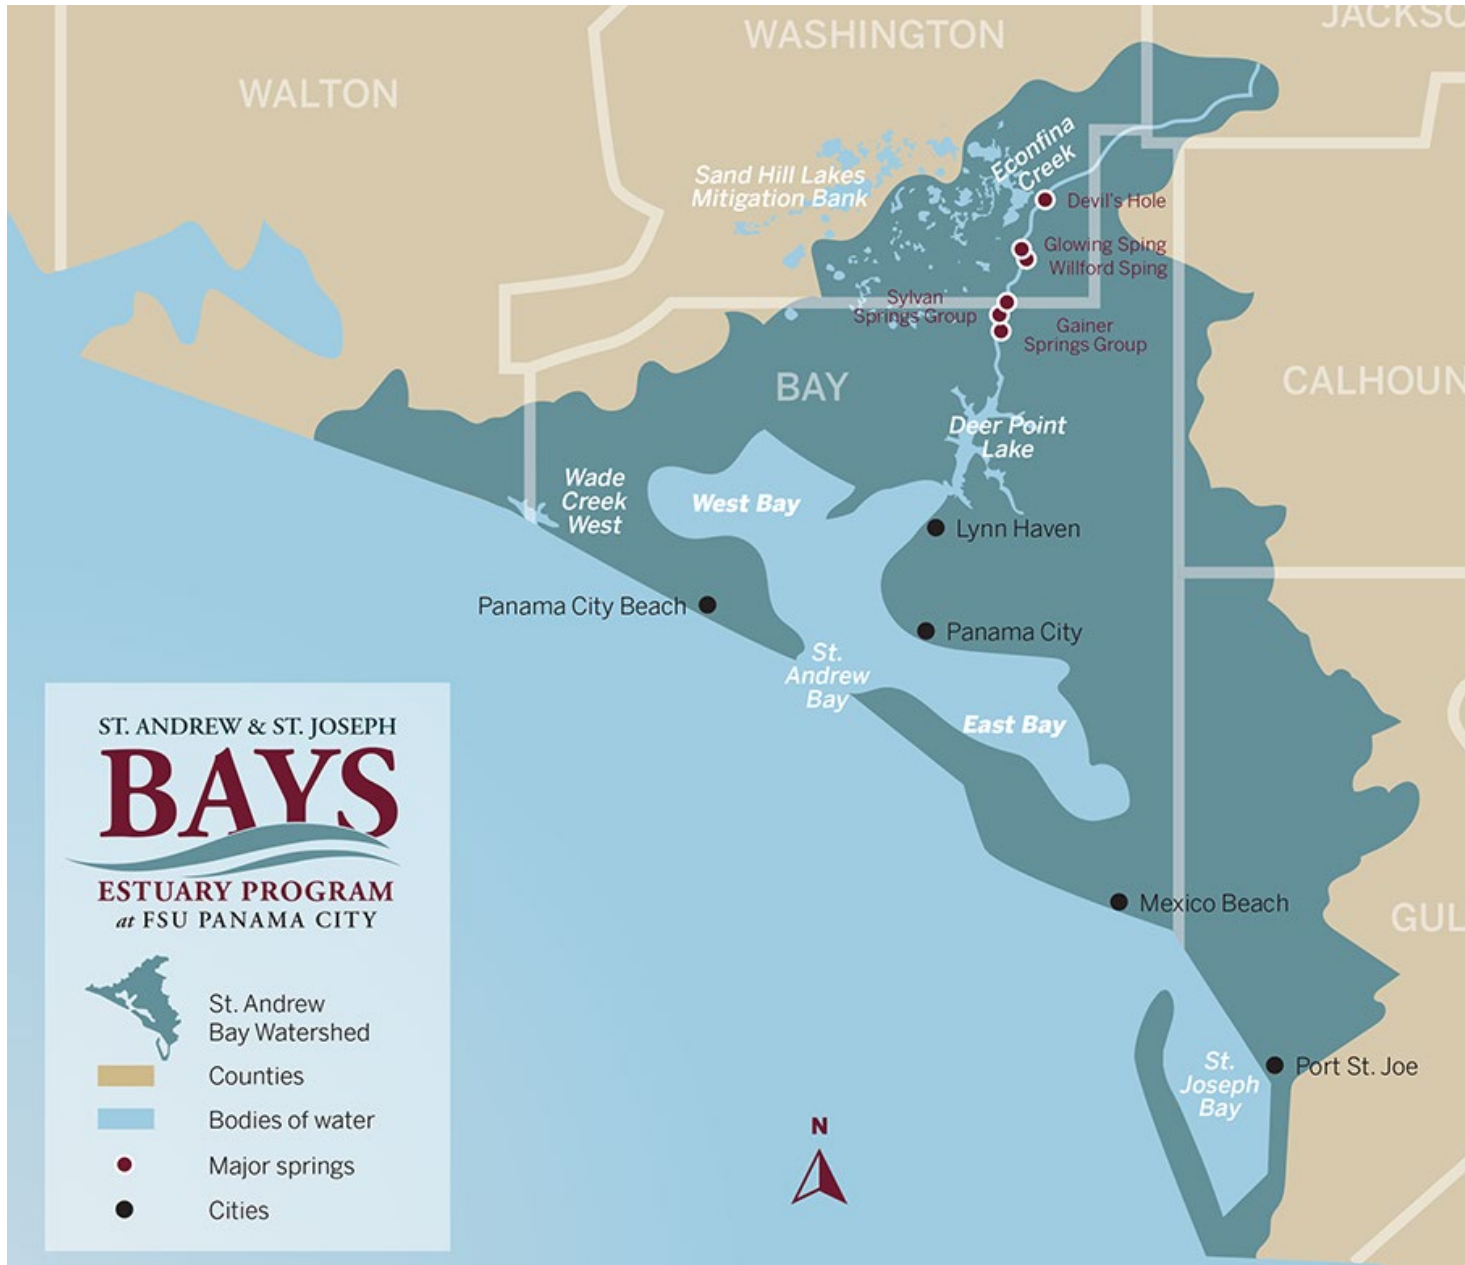 WASHINGTON
JACKSO
WALTON
Econfina
Creek
Sand Hill Lakes
Mitigation Bank
Devil's Hole
Glowing Sping
Willford Sping
Sylvan
Springs Group
Gainer
Springs Group
BAY
CALHOUN
Deer Point
Lake
Wade
Creek
West
West Bay
Lynn Haven
Panama City Beach
Panama City
St.
Andrew
Bay
East Bay
Mexico Beach
GUL
St.
Joseph
Bay
Port St. Joe
N
ST. ANDREW & ST. JOSEPH
BAYS
ESTUARY PROGRAM
at FSU PANAMA CITY
St. Andrew
Bay Watershed
Counties
Bodies of water
Major springs
Cities